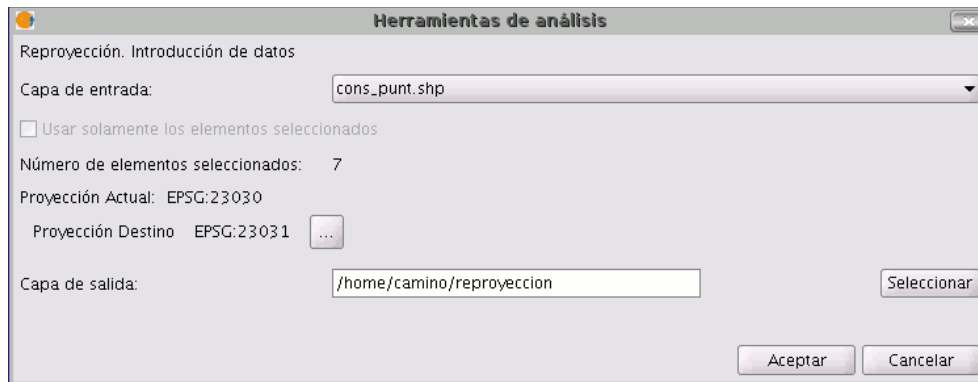 Herramientas de análisis
Reproyección. Introducción de datos
Capa de entrada: cons_punt.shp
Usar solamente los elementos seleccionados
Número de elementos seleccionados: 7
Proyección Actual: EPSG:23030
Proyección Destino EPSG:23031 ...
Capa de salida: /home/camino/reproyeccion Seleccionar
Aceptar Cancelar